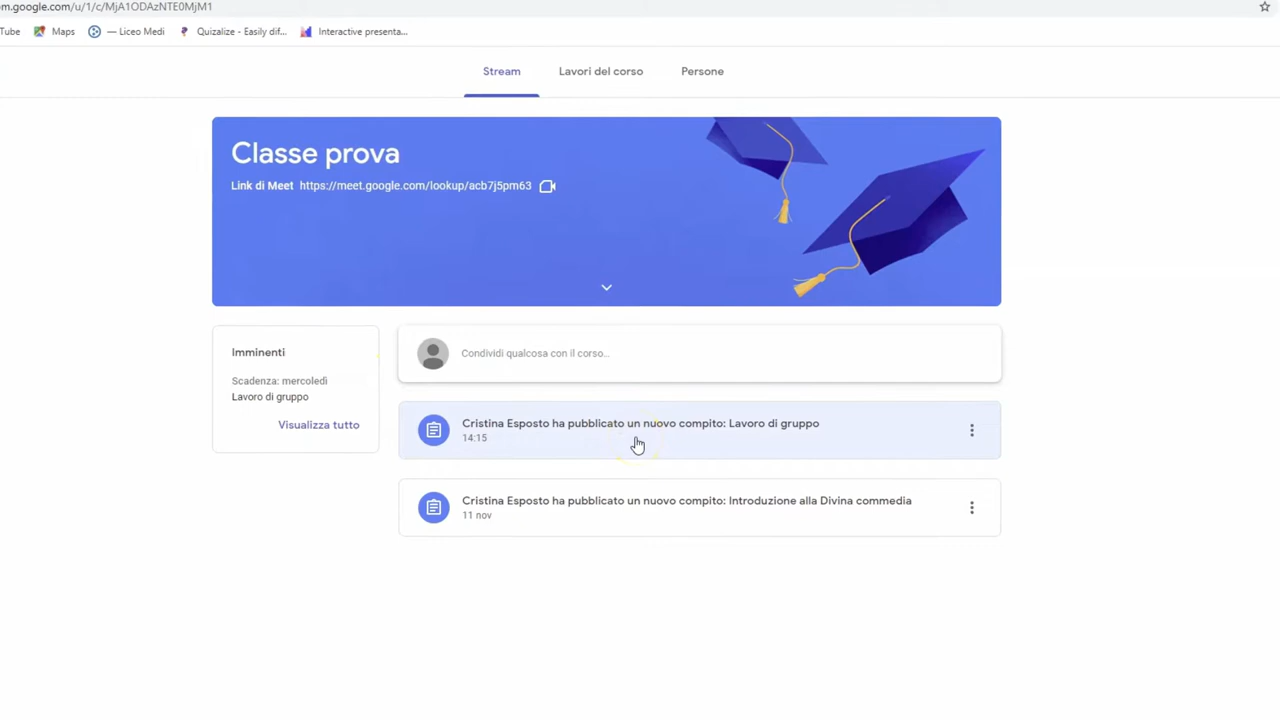 om.google.com/u/1/c/MjA1ODAzNTE0MjM1
Tube Maps — Liceo Medi Quizalize - Easily dif... Interactive presenta...
Stream Lavori del corso Persone
Classe prova
Link di Meet https://meet.google.com/lookup/acb7j5pm63
Imminenti
Scadenza: mercoledì
Lavoro di gruppo
Visualizza tutto
Condividi qualcosa con il corso...
Cristina Esposto ha pubblicato un nuovo compito: Lavoro di gruppo
14:15
Cristina Esposto ha pubblicato un nuovo compito: Introduzione alla Divina commedia
11 nov